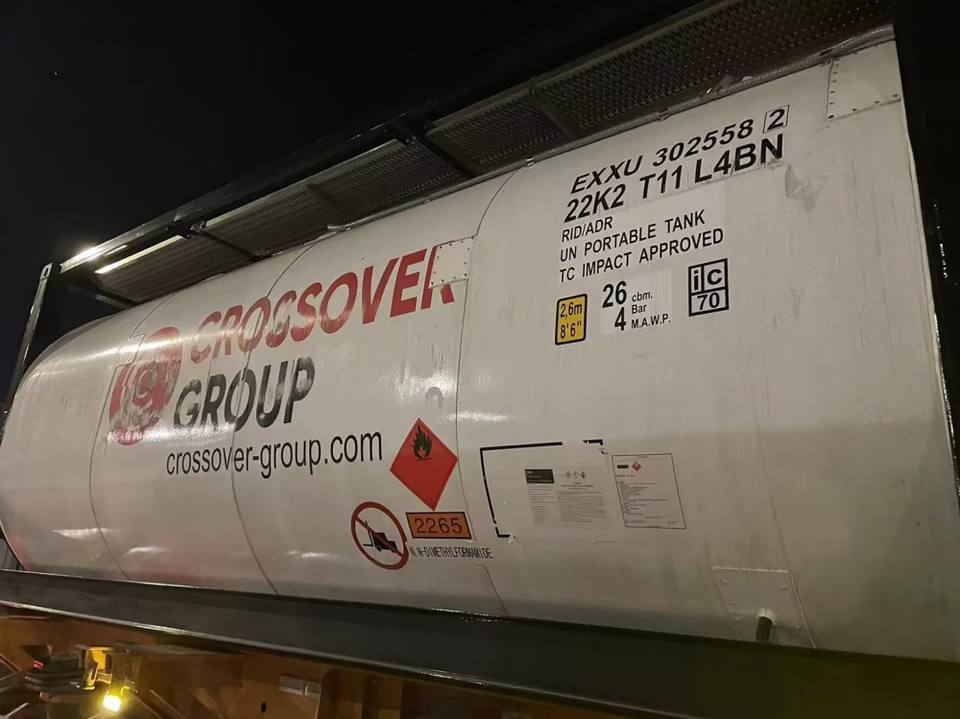 EXXU 302558 2
22K2 T11 L4BN
RID/ADR
UN PORTABLE TANK
TC IMPACT APPROVED
2,6m
8'6"
26 cbm.
4 Bar
M.A.W.P.
iC
70
CROSSOVER
GROUP
crossover-group.com
2265
N, N-DIMETHYLFORMAMIDE